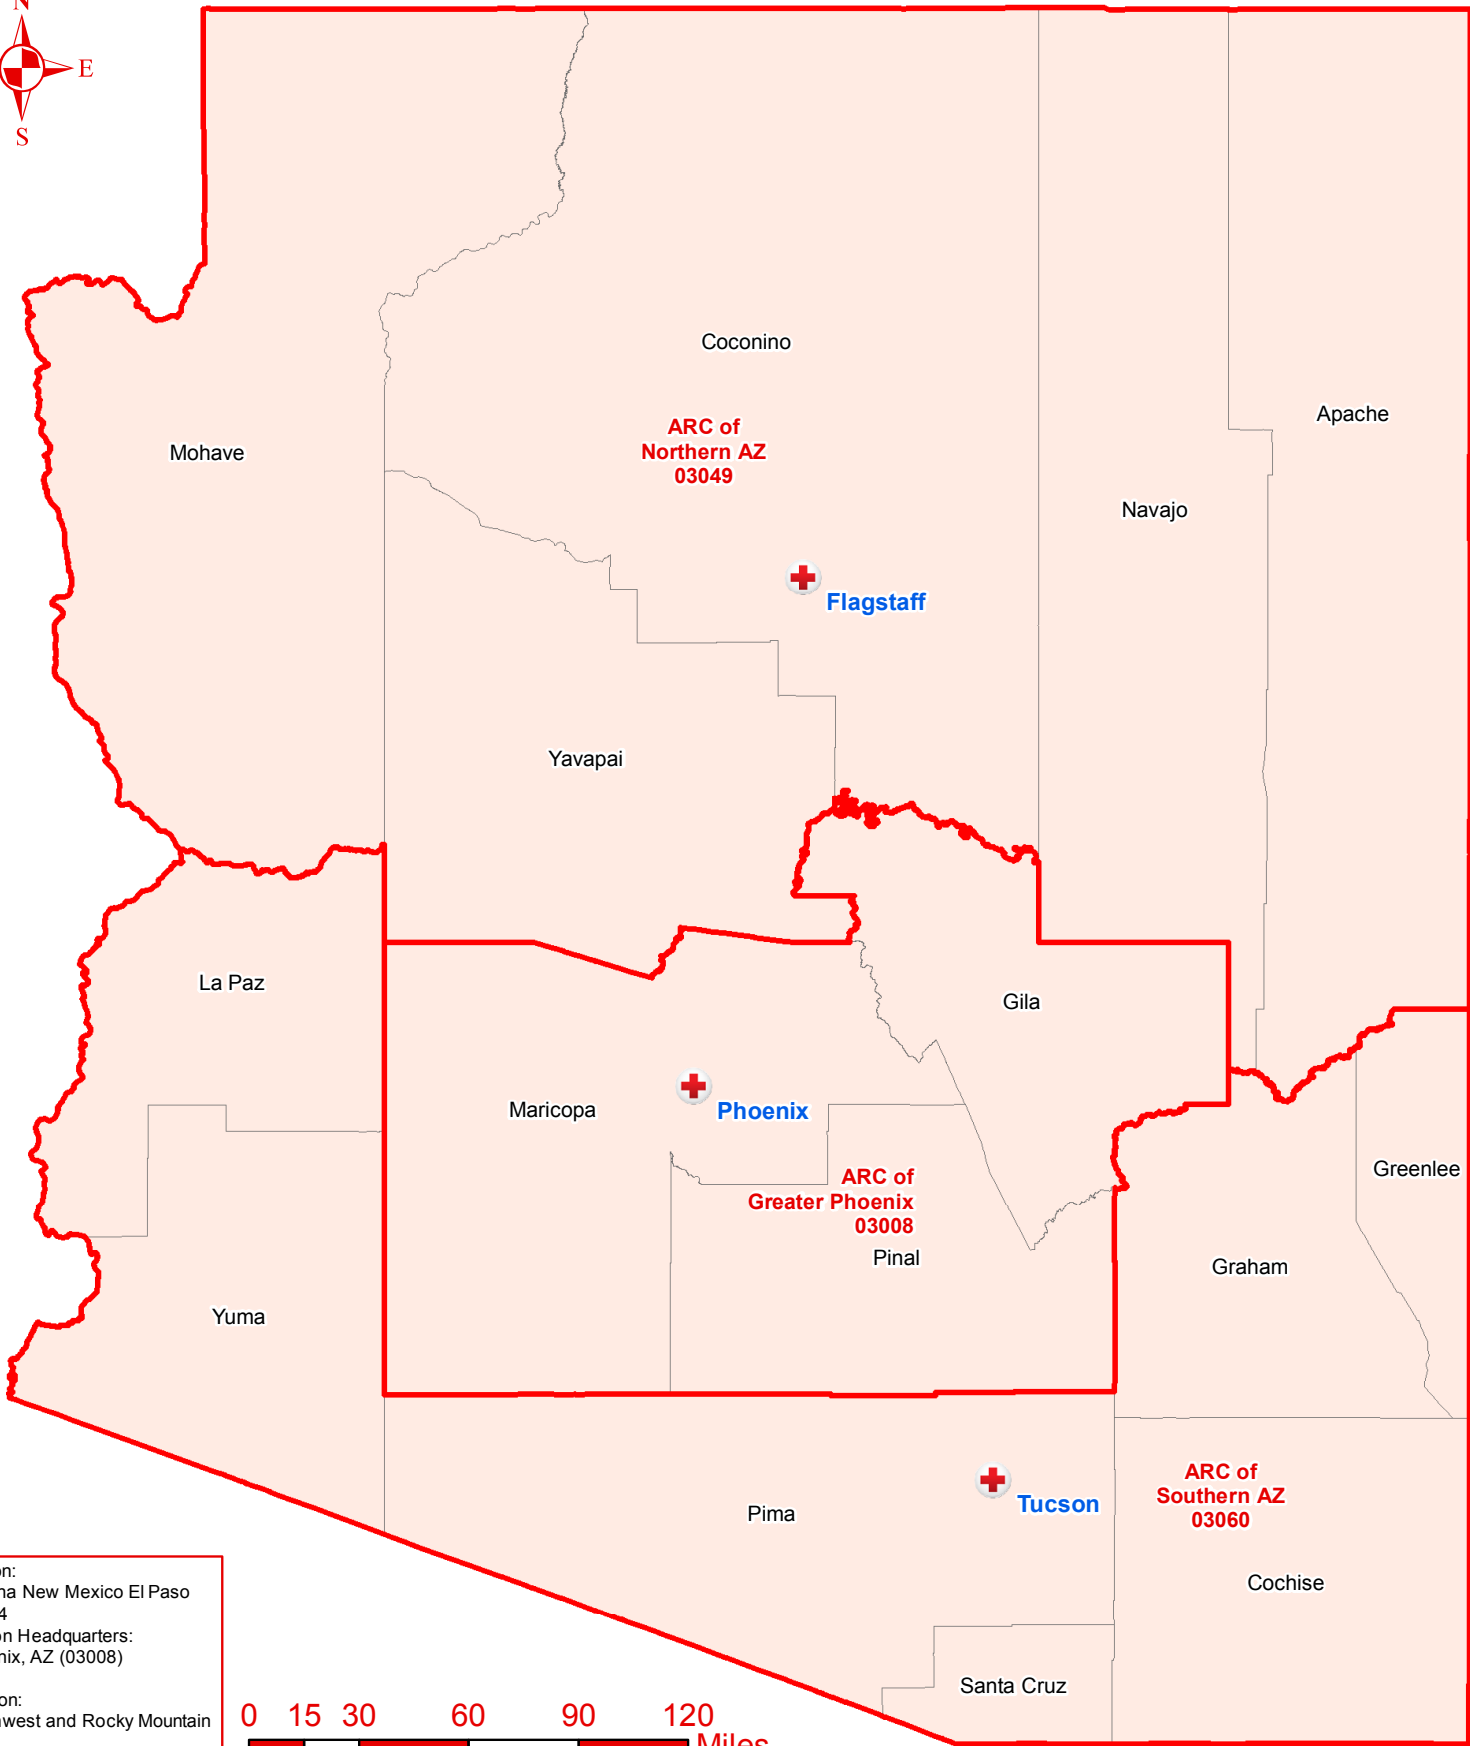 N
E
S
Coconino
Apache
ARC of
Northern AZ
03049
Mohave
Navajo
Flagstaff
Yavapai
La Paz
Gila
Maricopa
Phoenix
ARC of
Greater Phoenix
03008
Pinal
Greenlee
Graham
Yuma
ARC of
Southern AZ
03060
Tucson
Pima
Cochise
Santa Cruz
on:
na New Mexico El Paso
4
on Headquarters:
nix, AZ (03008)
on:
hwest and Rocky Mountain
0 15 30 60 90 120
Miles